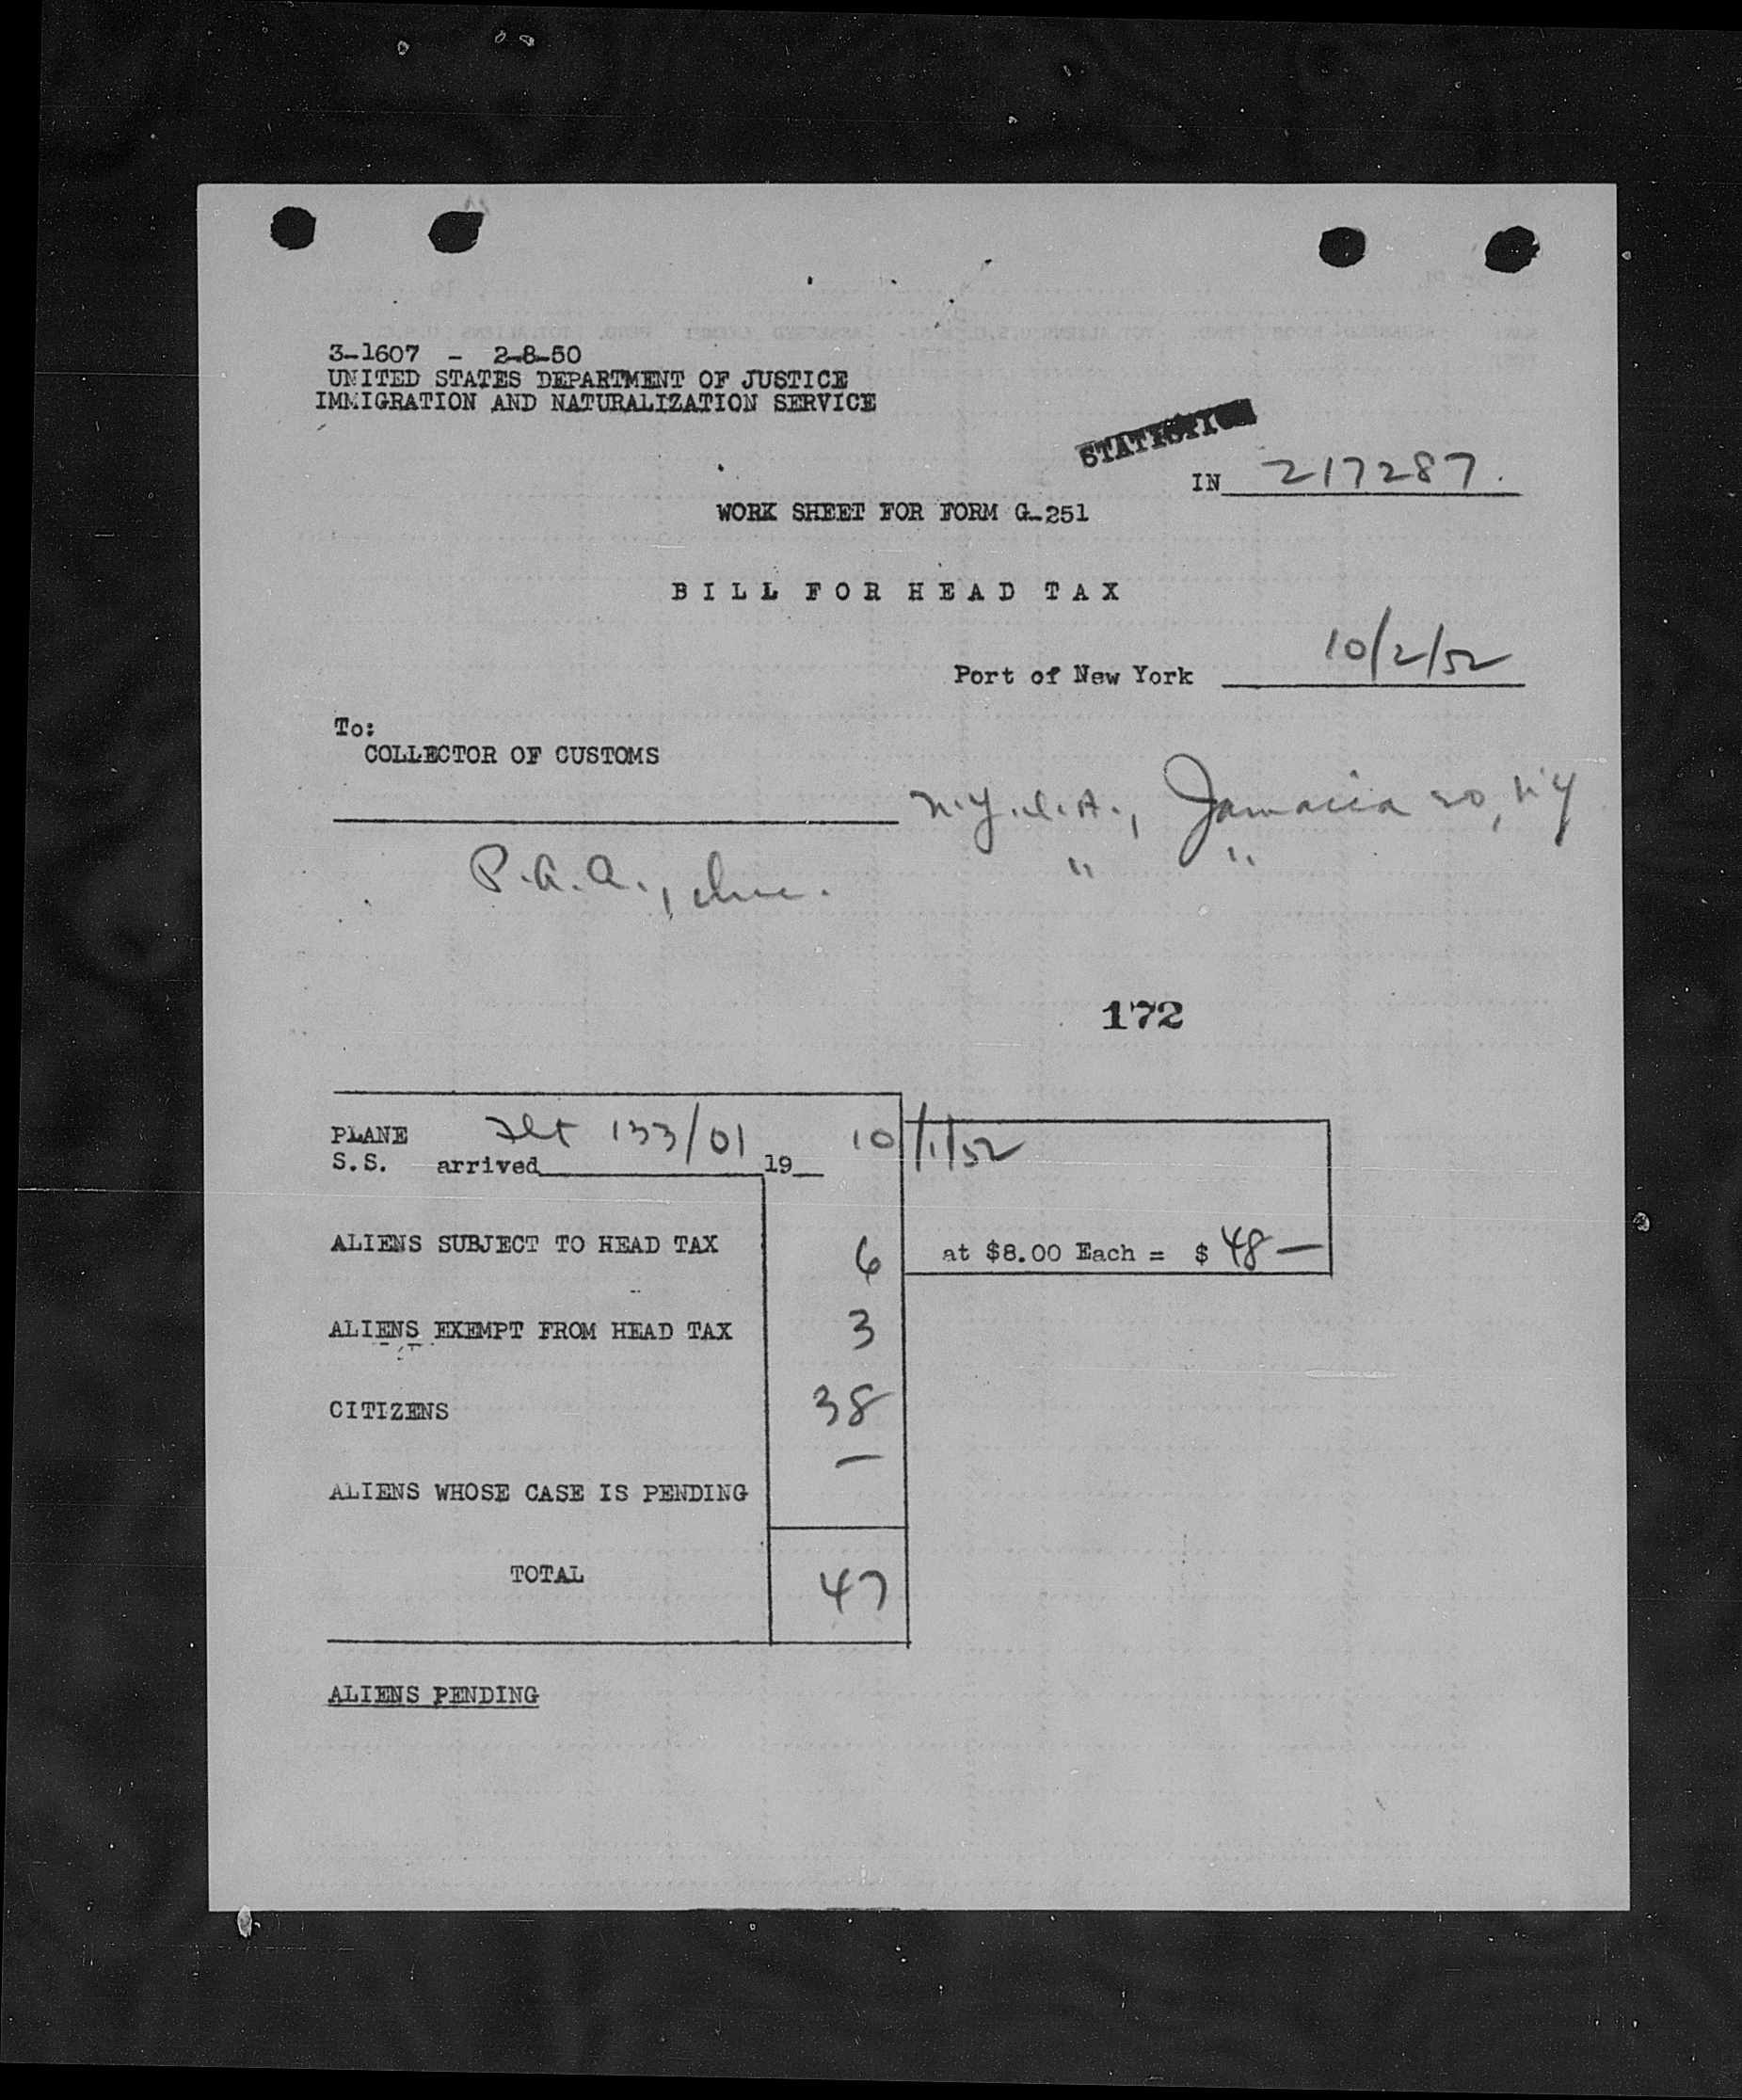 3-1607 - 2-8-50
UNITED STATES DEPARTMENT OF JUSTICE
IMMIGRATION AND NATURALIZATION SERVICE
STATISTICS
IN 217287.
WORK SHEET FOR FORM G-251
BILL FOR HEAD TAX
Port of New York 10/2/52
To:
COLLECTOR OF CUSTOMS
N.Y.I.A., Jamaica 30, N.Y
P.A.A., Inc. " "
172
PLANE Flt 133/01 10/1/52
S.S. arrived 19
ALIENS SUBJECT TO HEAD TAX 6 at $8.00 Each = $ 48 —
ALIENS EXEMPT FROM HEAD TAX 3
CITIZENS 38
ALIENS WHOSE CASE IS PENDING —
TOTAL 47
ALIENS PENDING